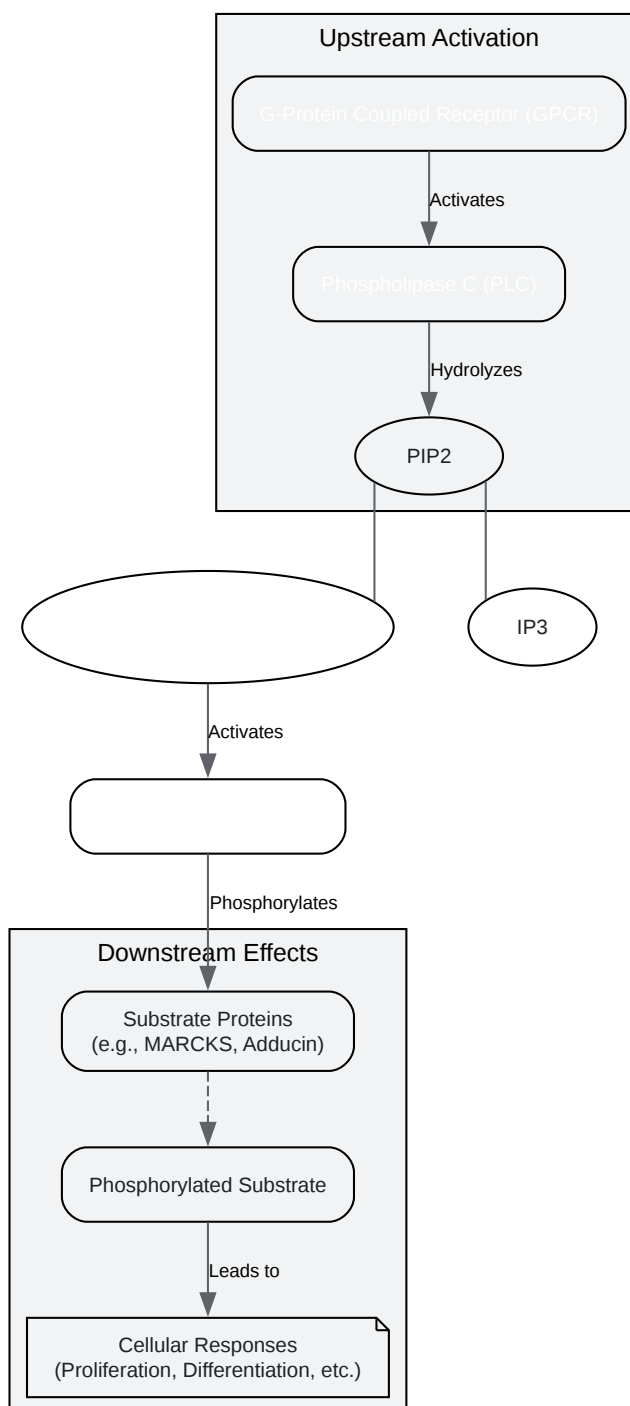 Upstream Activation
G-Protein Coupled Receptor (GPCR)
Activates
Phospholipase C (PLC)
Hydrolyzes
PIP2
IP3
Activates
Phosphorylates
Downstream Effects
Substrate Proteins
(e.g., MARCKS, Adducin)
Phosphorylated Substrate
Leads to
Cellular Responses
(Proliferation, Differentiation, etc.)